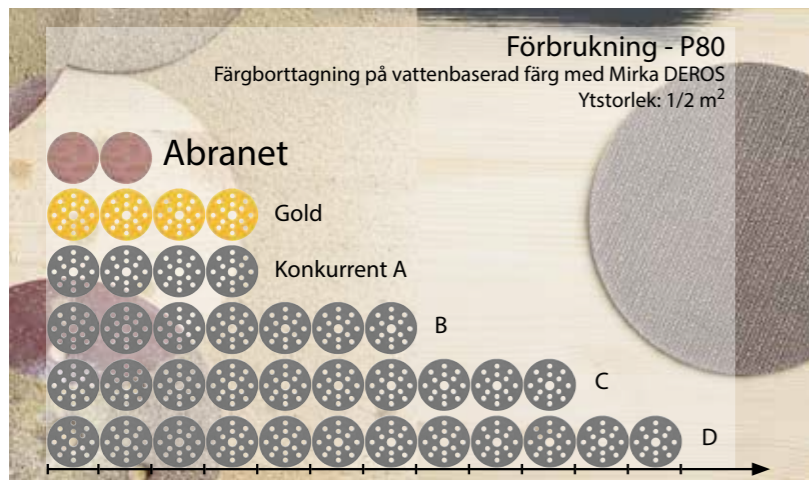 Förbrukning - P80
Färgborttagning på vattenbaserad färg med Mirka DEROS
Ytstorlek: 1/2 m²
Abranet
Gold
Konkurrent A
B
C
D